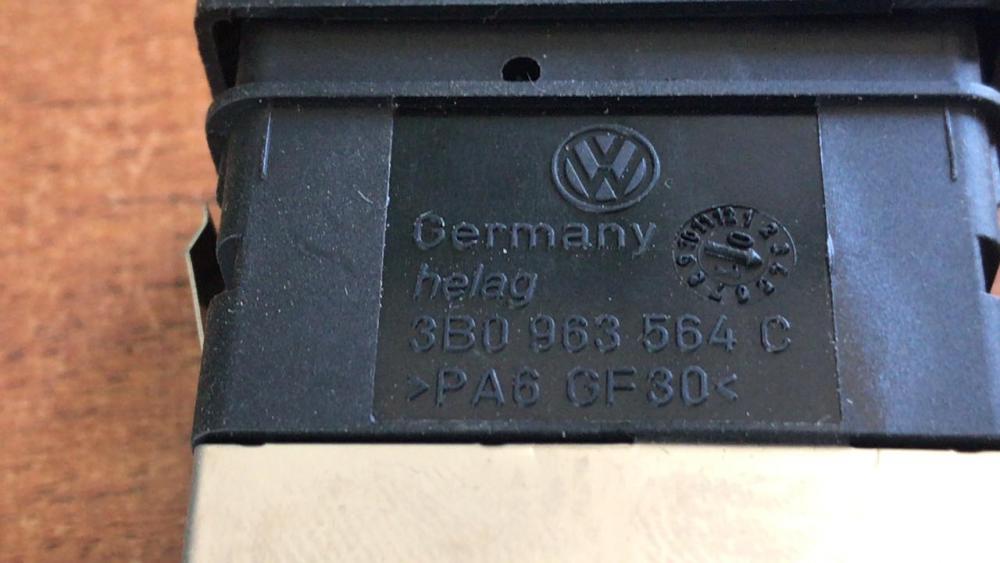 Germany
helag
3B0 963 564 C
>PA6 GF30<